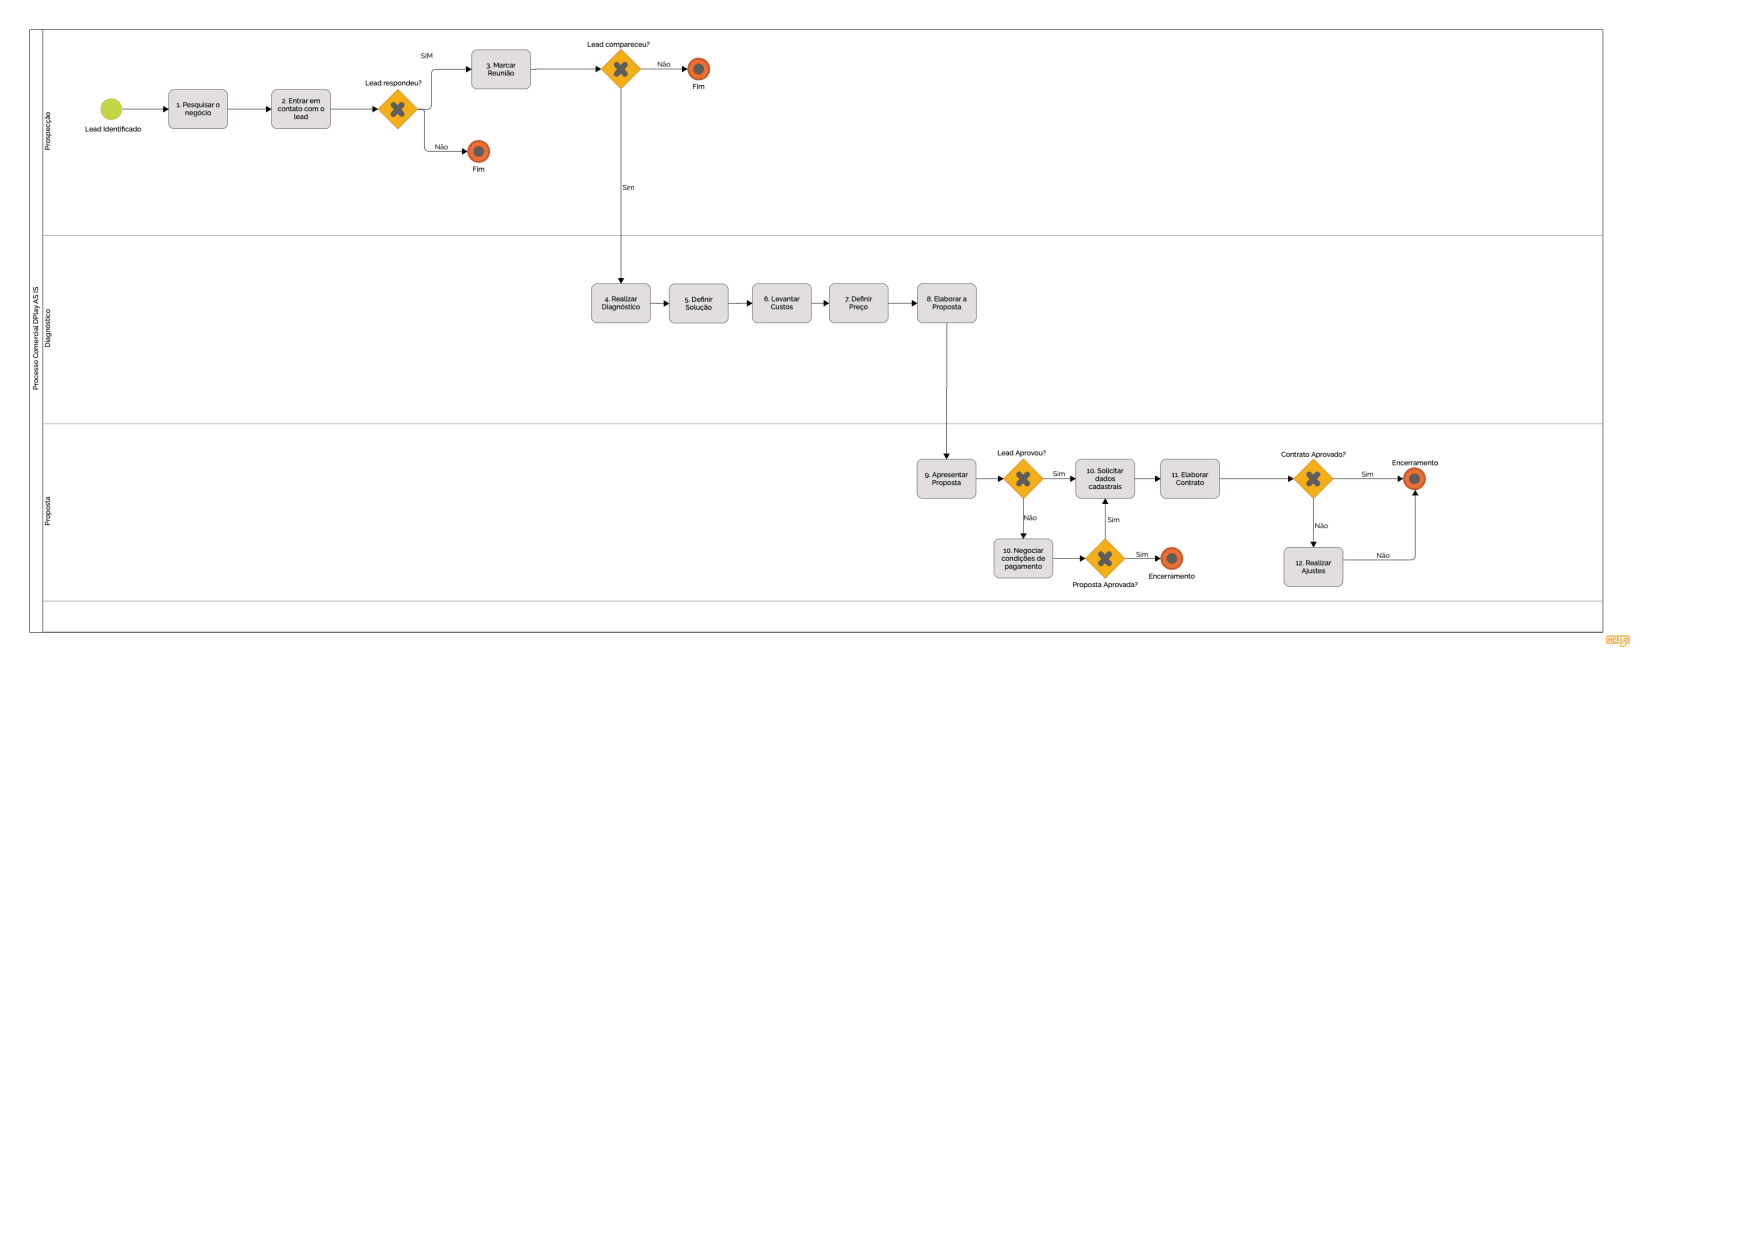 Processo Comercial DPlay AS IS
Prospecção
Lead Identificado
1. Pesquisar o
negócio
2. Entrar em
contato com o
lead
Lead respondeu?
SIM
Não
Fim
3. Marcar
Reunião
Lead compareceu?
Não
Fim
Sim
Diagnóstico
4. Realizar
Diagnóstico
5. Definir
Solução
6. Levantar
Custos
7. Definir
Preço
8. Elaborar a
Proposta
Proposta
9. Apresentar
Proposta
Lead Aprovou?
Sim
Não
10. Solicitar
dados
cadastrais
11. Elaborar
Contrato
Contrato Aprovado?
Sim
Encerramento
Não
10. Negociar
condições de
pagamento
Sim
Proposta Aprovada?
Sim
Encerramento
12. Realizar
Ajustes
Não
HEFLO